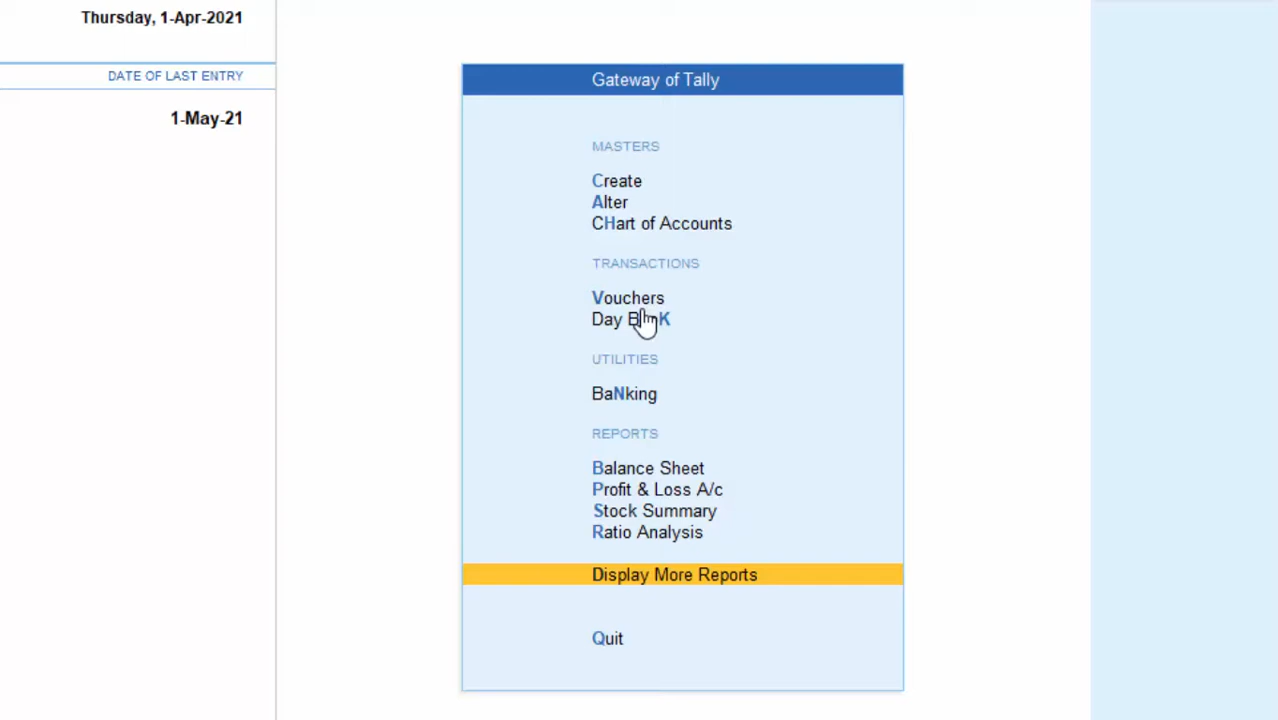 Thursday, 1-Apr-2021
DATE OF LAST ENTRY
1-May-21
Gateway of Tally
MASTERS
Create
Alter
CHart of Accounts
TRANSACTIONS
Vouchers
Day
UTILITIES
BaNking
REPORTS
Balance Sheet
Profit & Loss A/c
Stock Summary
Ratio Analysis
Display More Reports
Quit